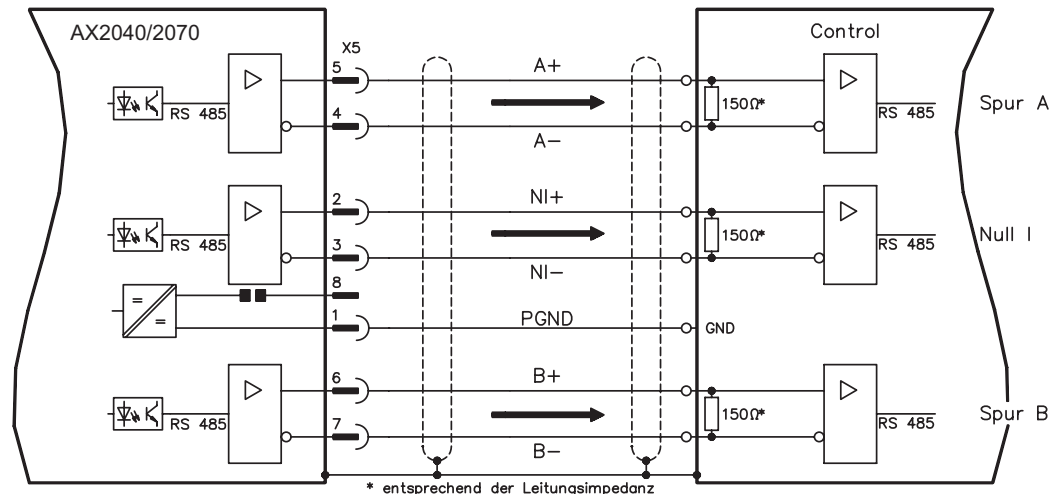 AX2040/2070
Control
X5
5
A+
RS 485
150Ω*
RS 485
Spur A
4
A−
2
NI+
RS 485
150Ω*
RS 485
Null I
3
NI−
8
=
=
1
PGND
GND
6
B+
RS 485
150Ω*
RS 485
Spur B
7
B−
* entsprechend der Leitungsimpedanz